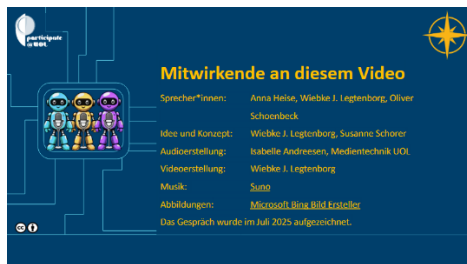 participate
@ UOL
Mitwirkende an diesem Video
Sprecher*innen: Anna Heise, Wiebke J. Legtenborg, Oliver
Schoenbeck
Idee und Konzept: Wiebke J. Legtenborg, Susanne Schorer
Audioerstellung: Isabelle Andreesen, Medientechnik UOL
Videoerstellung: Wiebke J. Legtenborg
Musik: Suno
Abbildungen: Microsoft Bing Bild Ersteller
Das Gespräch wurde im Juli 2025 aufgezeichnet.
cc